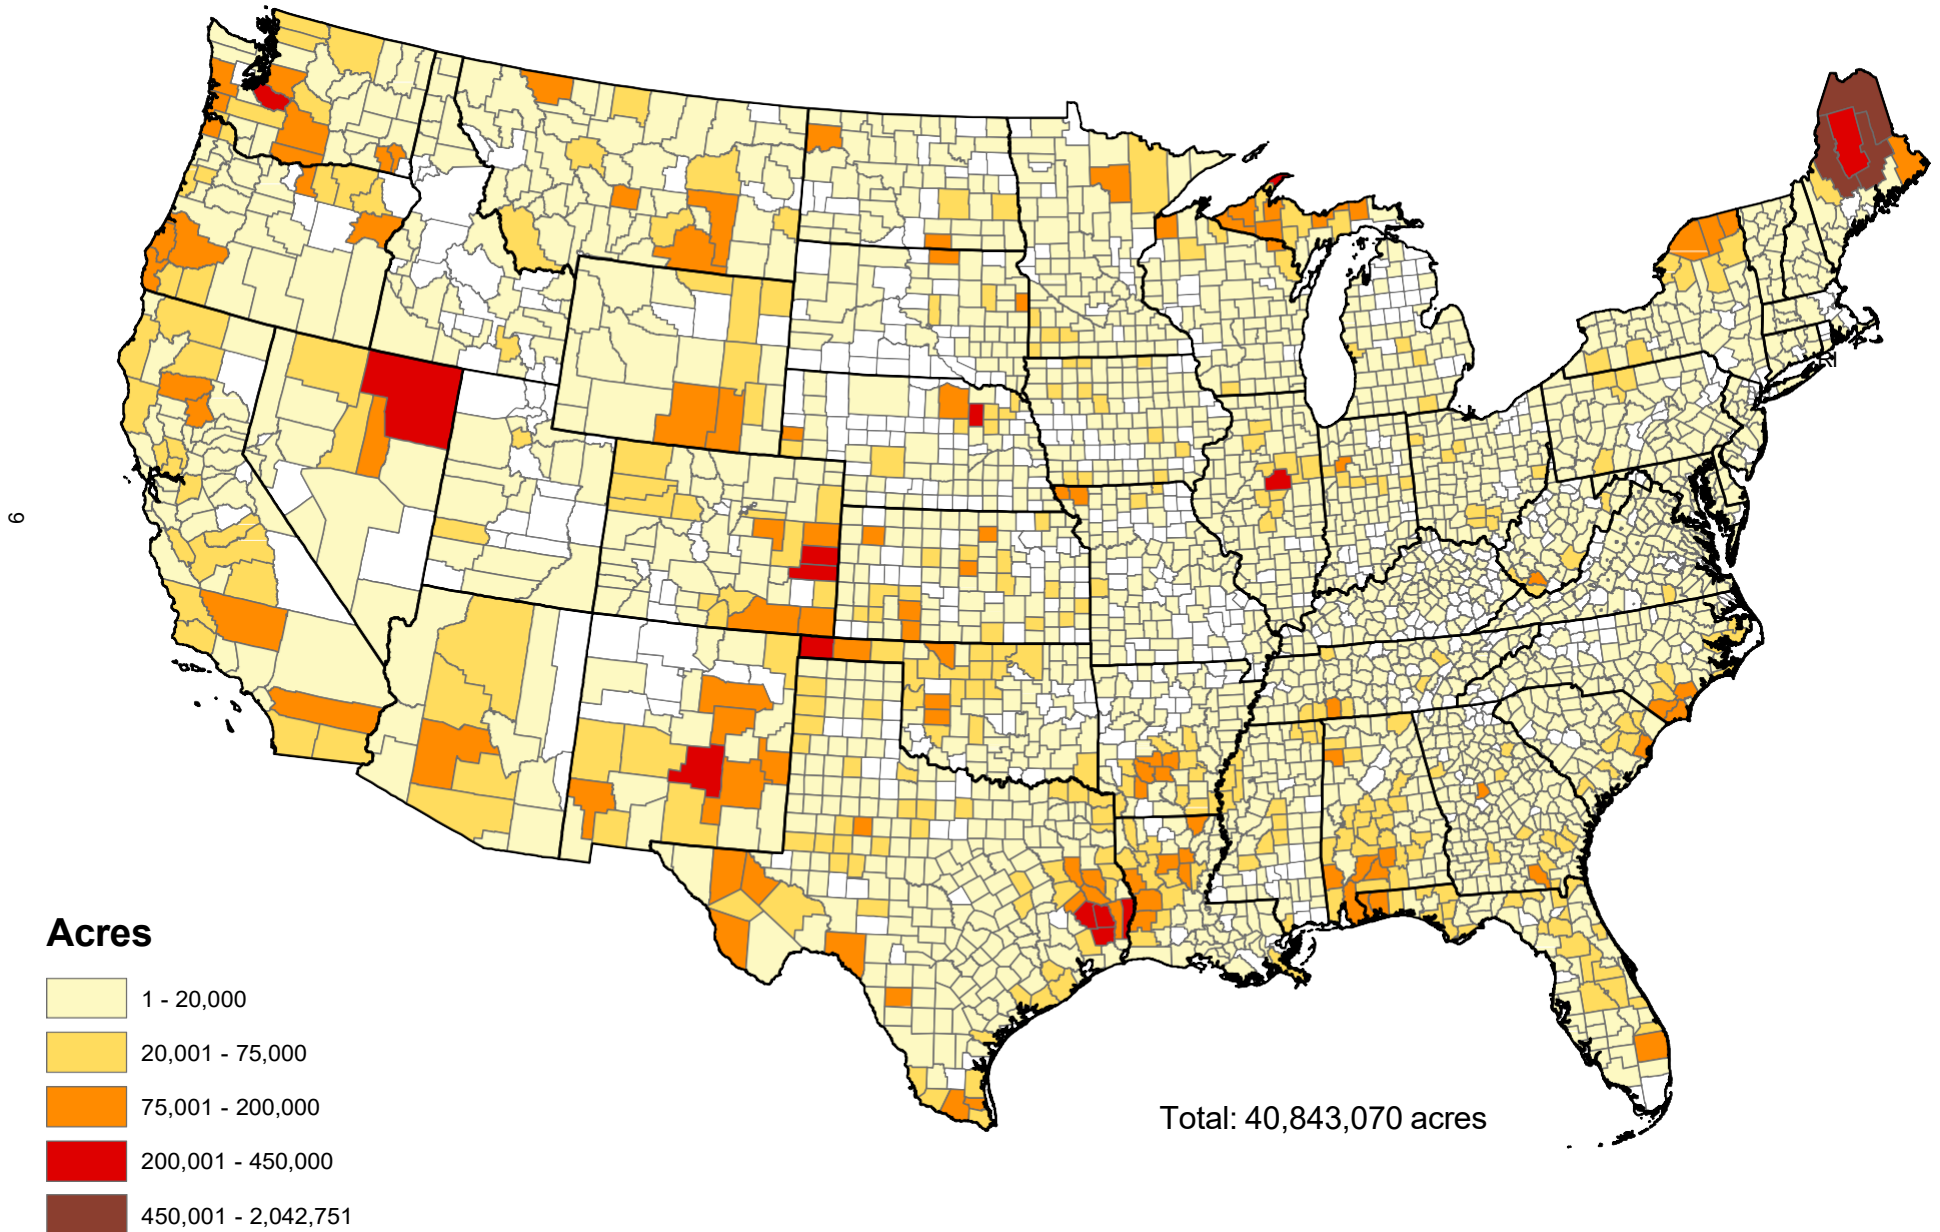 9
RI
Acres
1 - 20,000
20,001 - 75,000
75,001 - 200,000
200,001 - 450,000
450,001 - 2,042,751
Total: 40,843,070 acres